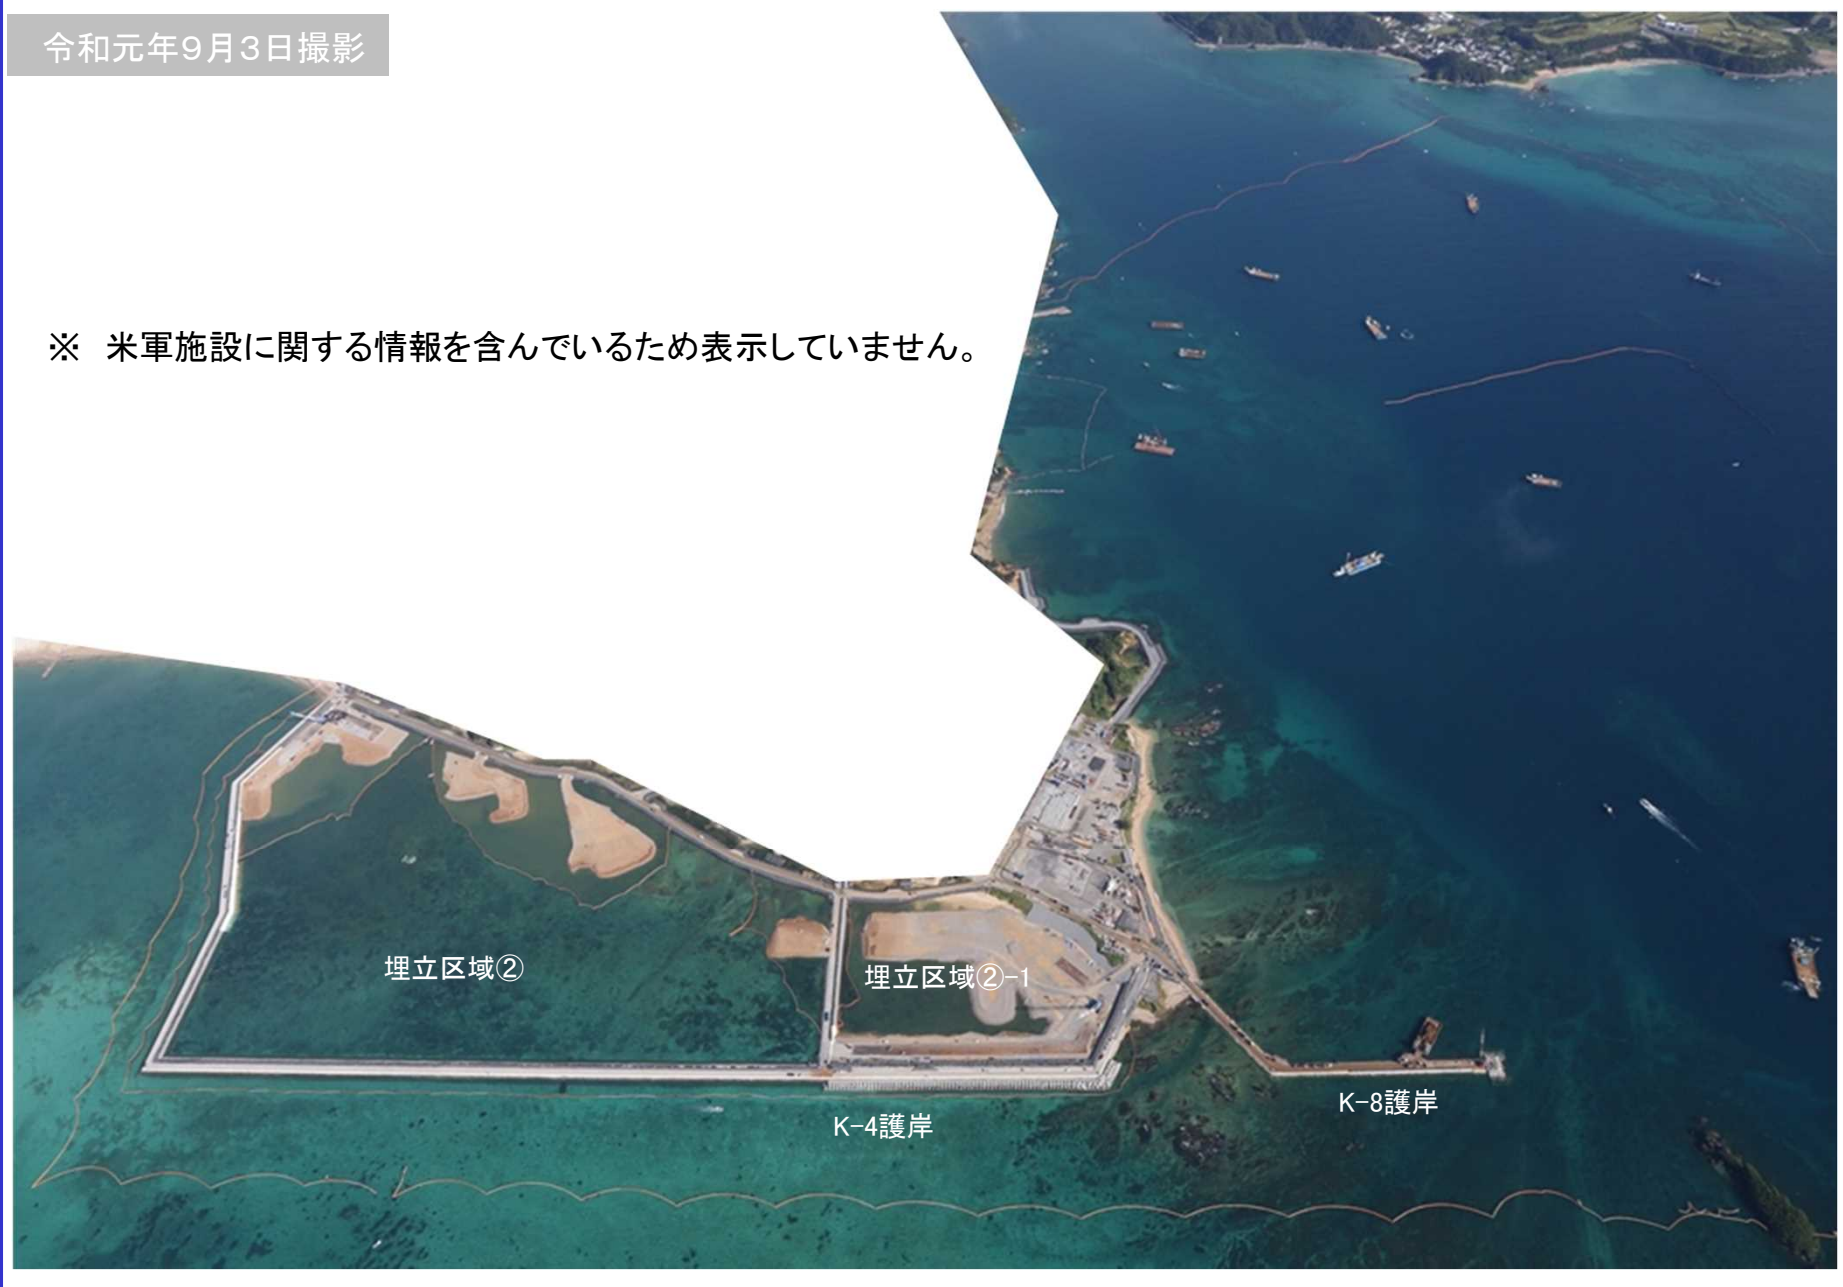 令和元年9月3日撮影
※ 米軍施設に関する情報を含んでいるため表示していません。
埋立区域②
埋立区域②-1
K-4護岸
K-8護岸